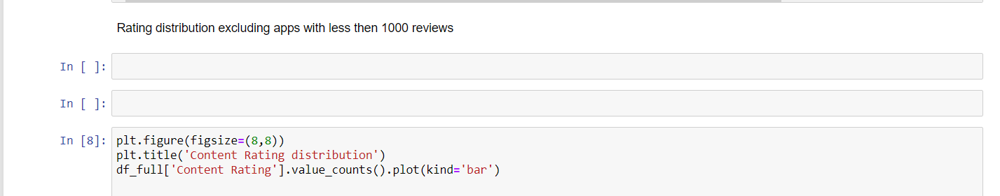 Rating distribution excluding apps with less then 1000 reviews
In [ ]:
In [ ]:
In [8]: plt.figure(figsize=(8,8))
plt.title('Content Rating distribution')
df_full['Content Rating'].value_counts().plot(kind='bar')